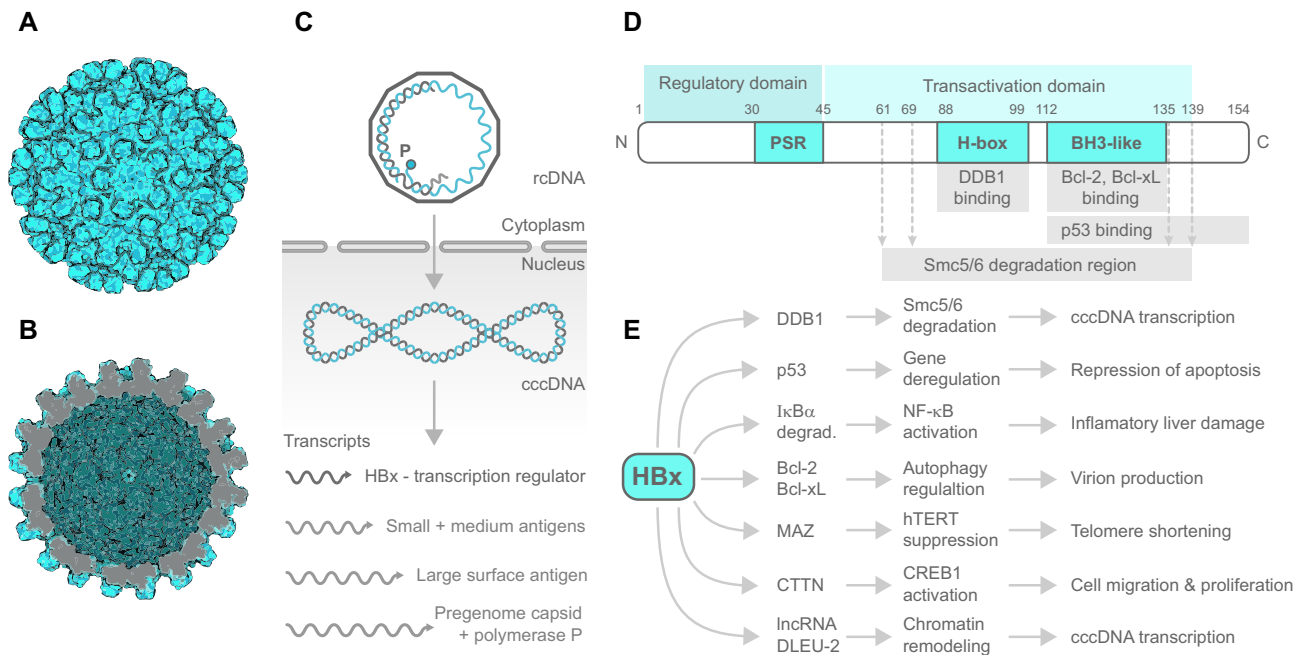 A
B
C
P
rcDNA
Cytoplasm
Nucleus
cccDNA
Transcripts
HBx - transcription regulator
Small + medium antigens
Large surface antigen
Pregenome capsid
+ polymerase P
D
Regulatory domain
Transactivation domain
1 30 45 61 69 88 99 112 135 139 154
N PSR H-box BH3-like C
DDB1
binding
Bcl-2, Bcl-xL
binding
p53 binding
Smc5/6 degradation region
E
HBx
DDB1
Smc5/6
degradation
cccDNA transcription
p53
Gene
deregulation
Repression of apoptosis
IκBα
degrad.
NF-κB
activation
Inflamatory liver damage
Bcl-2
Bcl-xL
Autophagy
regulaltion
Virion production
MAZ
hTERT
suppression
Telomere shortening
CTTN
CREB1
activation
Cell migration & proliferation
lncRNA
DLEU-2
Chromatin
remodeling
cccDNA transcription